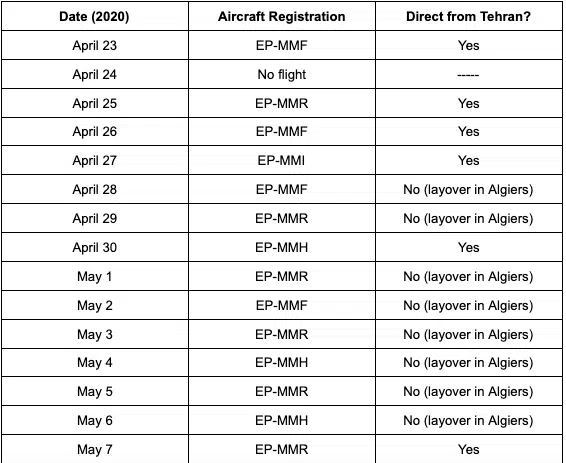 Date (2020) Aircraft Registration Direct from Tehran?
April 23 EP-MMF Yes
April 24 No flight -----
April 25 EP-MMR Yes
April 26 EP-MMF Yes
April 27 EP-MMI Yes
April 28 EP-MMF No (layover in Algiers)
April 29 EP-MMR No (layover in Algiers)
April 30 EP-MMH Yes
May 1 EP-MMR No (layover in Algiers)
May 2 EP-MMF No (layover in Algiers)
May 3 EP-MMR No (layover in Algiers)
May 4 EP-MMH No (layover in Algiers)
May 5 EP-MMR No (layover in Algiers)
May 6 EP-MMH No (layover in Algiers)
May 7 EP-MMR Yes